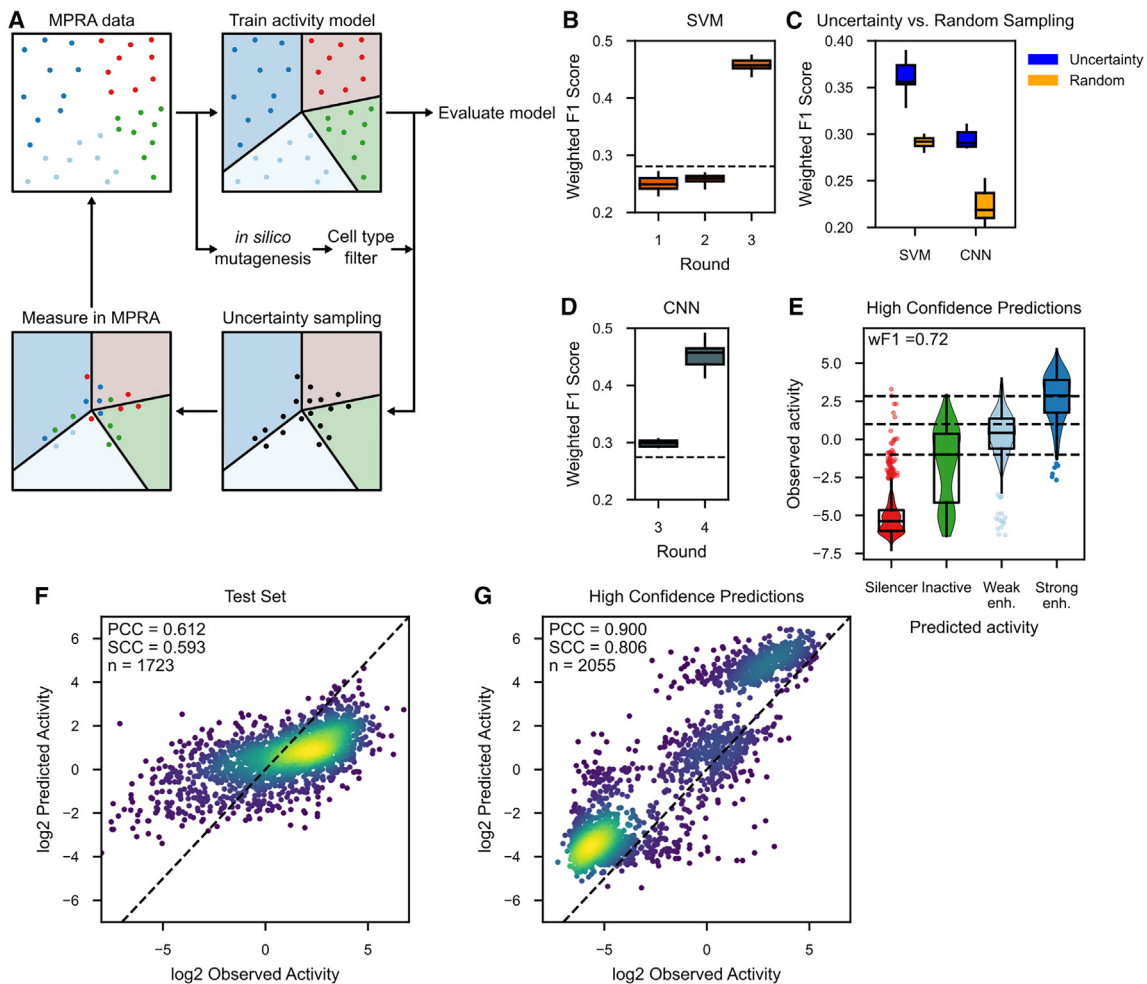 A
MPRA data
Train activity model
Evaluate model
in silico
mutagenesis
Cell type
filter
Measure in MPRA
Uncertainty sampling
B
SVM
Weighted F1 Score
0.5
0.4
0.3
0.2
1
2
3
Round
C
Uncertainty vs. Random Sampling
Weighted F1 Score
0.40
0.35
0.30
0.25
0.20
SVM
CNN
Uncertainty
Random
D
CNN
Weighted F1 Score
0.5
0.4
0.3
0.2
3
4
Round
E
High Confidence Predictions
wF1 =0.72
Observed activity
5.0
2.5
0.0
−2.5
−5.0
−7.5
Silencer
Inactive
Weak
enh.
Strong
enh.
Predicted activity
F
Test Set
PCC = 0.612
SCC = 0.593
n = 1723
log2 Predicted Activity
6
4
2
0
−2
−4
−6
−5
0
5
log2 Observed Activity
G
High Confidence Predictions
PCC = 0.900
SCC = 0.806
n = 2055
log2 Predicted Activity
6
4
2
0
−2
−4
−6
−5
0
5
log2 Observed Activity